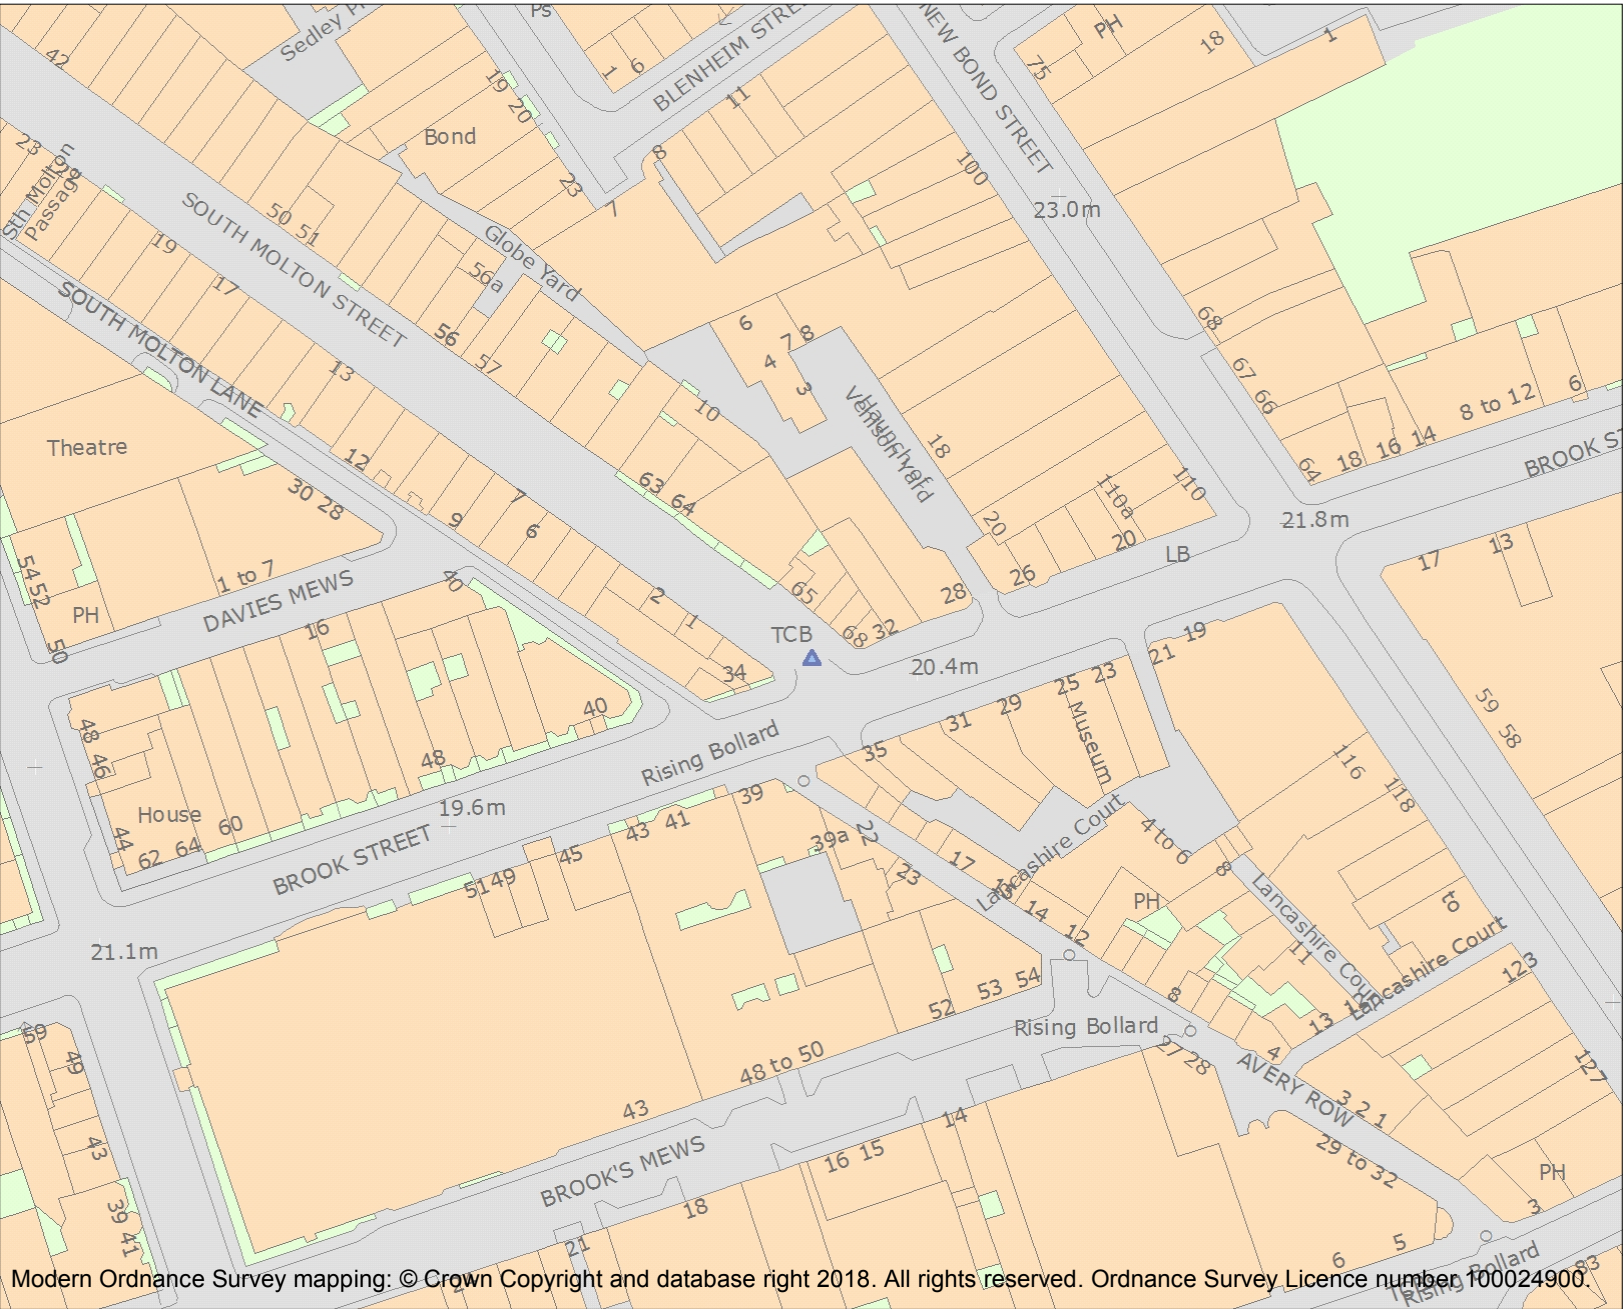 Ps
Sedley Pl
42
1 6
BLENHEIM STREET
NEW BOND STREET
75
PH
18
1
19 20
11
Bond
8
23
7
100
23.0m
23
Sth Molton
Passage
19
17
50 51
SOUTH MOLTON STREET
Globe Yard
56a
56
57
SOUTH MOLTON LANE
13
6
4
7 8
3
10
Haunch of
Venison Yard
18
68
67
66
64
18
16
14
8 to 12
6
BROOK ST
Theatre
12
30 28
9
7
6
63 64
20
110a
110
20
26
LB
21.8m
17
13
54
52
1 to 7
DAVIES MEWS
PH
50
40
16
2
1
65
68
32
28
TCB
20.4m
34
21
19
25
23
29
31
35
Museum
59
58
40
48
46
48
House
44
62
64
60
19.6m
BROOK STREET
Rising Bollard
39
43
41
45
49
51
39a
22
23
17
14
12
Lancashire Court
4 to 6
8
116
118
PH
Lancashire Court
11
to
Lancashire Court
123
21.1m
59
49
43
39
41
54
53
52
48 to 50
43
Rising Bollard
8
13
4
27 28
AVERY ROW
3 2 1
127
29 to 32
14
16 15
BROOK'S MEWS
18
21
PH
3
5
6
83
Rising Bollard
Modern Ordnance Survey mapping: © Crown Copyright and database right 2018. All rights reserved. Ordnance Survey Licence number 100024900.